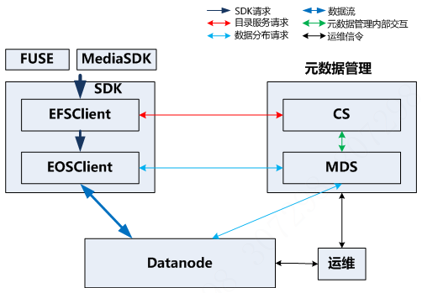 SDK请求
数据流
目录服务请求
元数据管理内部交互
数据分布请求
运维信令
FUSE
MediaSDK
元数据管理
SDK
EFSClient
CS
EOSClient
MDS
Datanode
运维